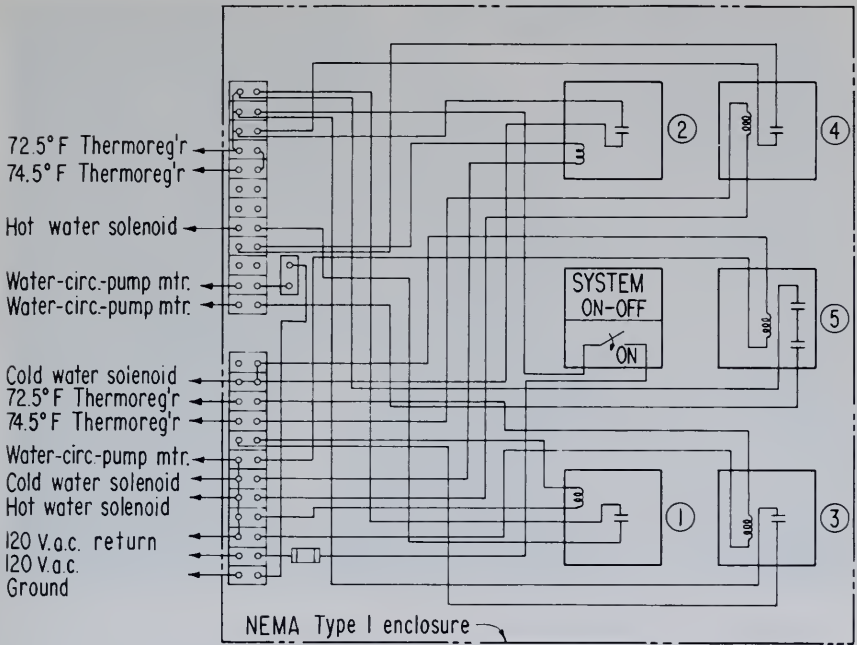 72.5° F Thermoreg'r
74.5° F Thermoreg'r
Hot water solenoid
Water-circ.-pump mtr.
Water-circ.-pump mtr.
Cold water solenoid
72.5° F Thermoreg'r
74.5° F Thermoreg'r
Water-circ.-pump mtr.
Cold water solenoid
Hot water solenoid
120 V.a.c. return
120 V.a.c.
Ground
2
4
SYSTEM
ON-OFF
ON
5
1
3
NEMA Type 1 enclosure